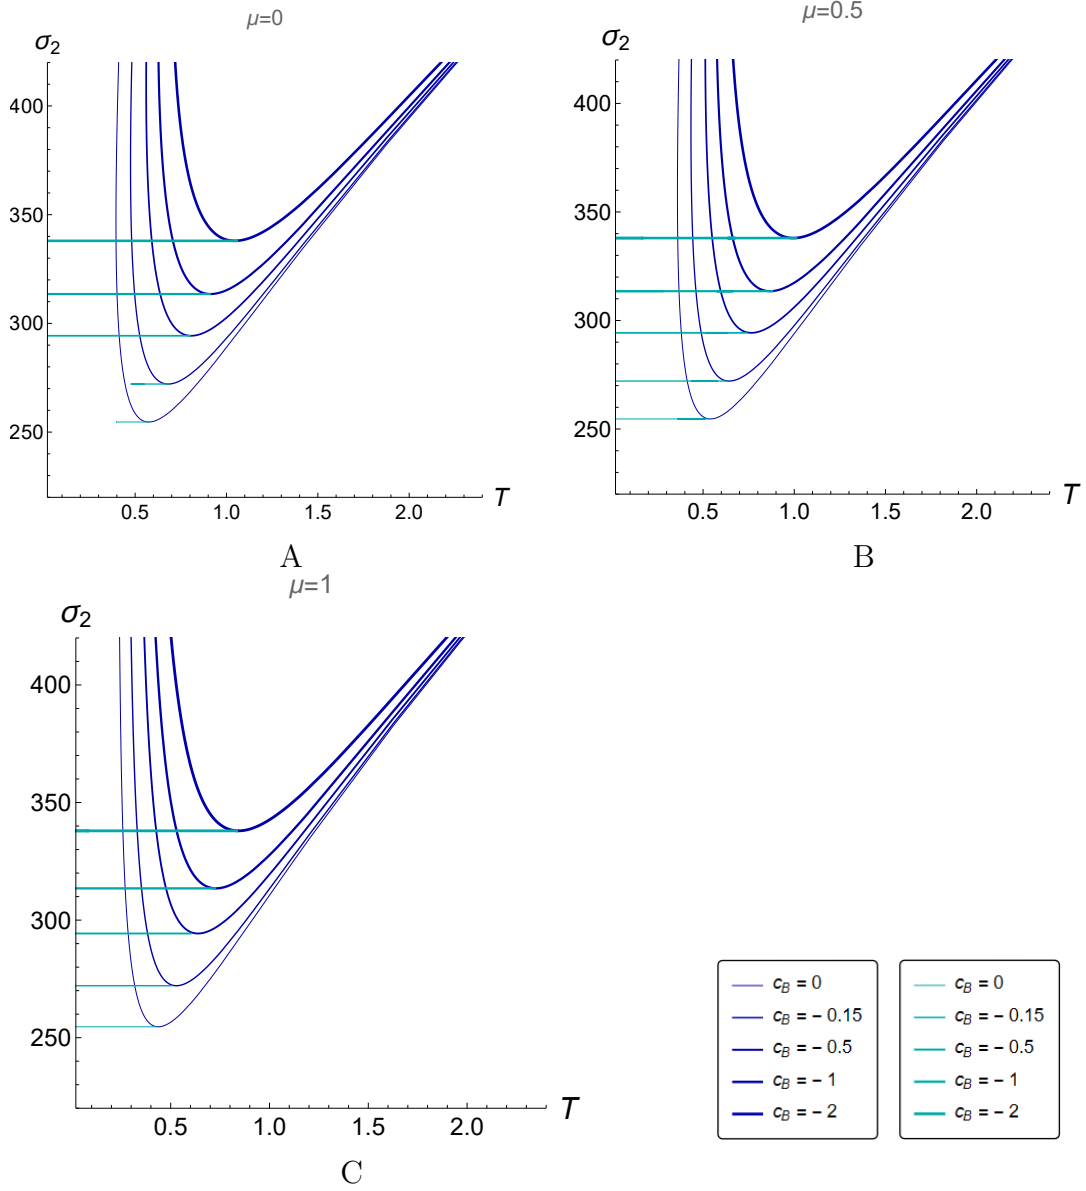 μ=0
σ2
400
350
300
250
0.5 1.0 1.5 2.0 T
A
μ=0.5
σ2
400
350
300
250
0.5 1.0 1.5 2.0 T
B
μ=1
σ2
400
350
300
250
0.5 1.0 1.5 2.0 T
C
cB = 0
cB = - 0.15
cB = - 0.5
cB = - 1
cB = - 2
cB = 0
cB = - 0.15
cB = - 0.5
cB = - 1
cB = - 2